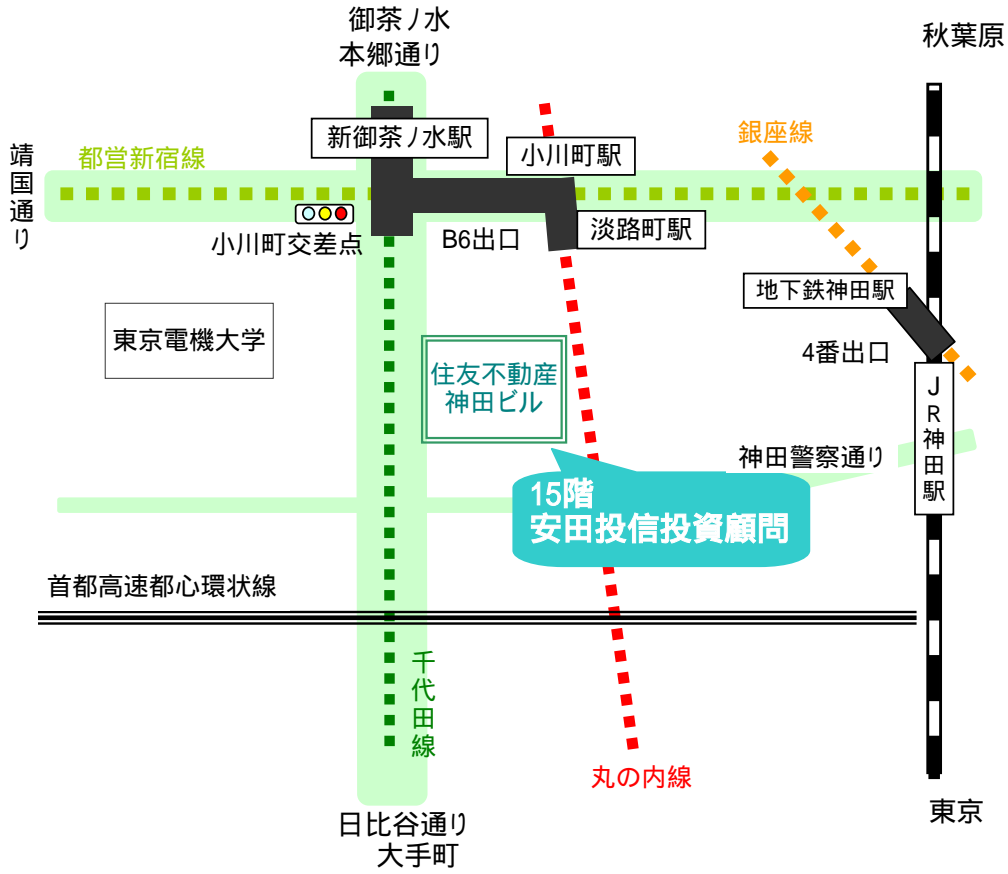 御茶ノ水
本郷通り
秋葉原
新御茶ノ水駅
銀座線
小川町駅
靖国通り
都営新宿線
淡路町駅
小川町交差点
B6出口
地下鉄神田駅
東京電機大学
4番出口
住友不動産
神田ビル
JR神田駅
神田警察通り
15階
安田投信投資顧問
首都高速都心環状線
千代田線
丸の内線
東京
日比谷通り
大手町